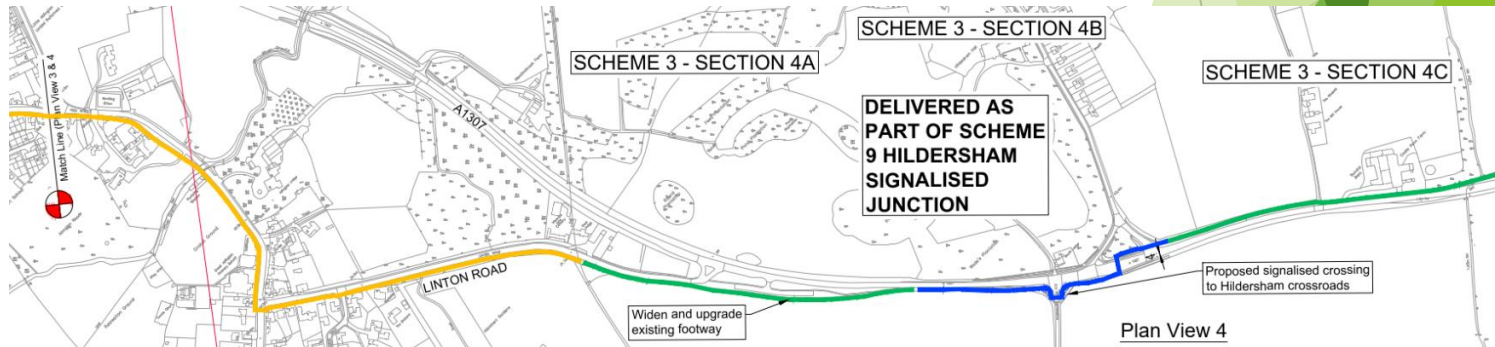 SCHEME 3 - SECTION 4A
SCHEME 3 - SECTION 4B
SCHEME 3 - SECTION 4C
DELIVERED AS
PART OF SCHEME
9 HILDERSHAM
SIGNALISED
JUNCTION
Match Line (Plan View 3 & 4
A1307
LINTON ROAD
Widen and upgrade
existing footway
Proposed signalised crossing
to Hildersham crossroads
Plan View 4